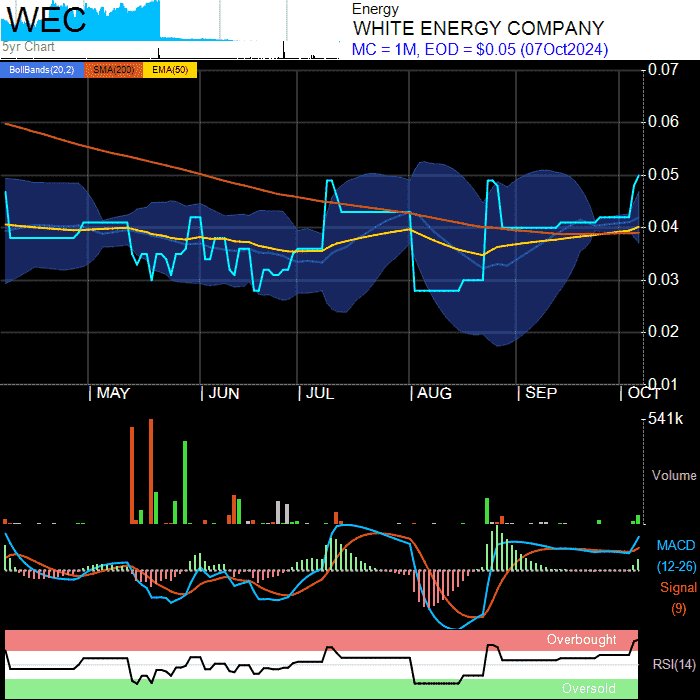 WEC
5yr Chart
Energy
WHITE ENERGY COMPANY
MC = 1M, EOD = $0.05 (07Oct2024)
BollBands(20,2) SMA(200) EMA(50)
0.07
0.06
0.05
0.04
0.03
0.02
0.01
| MAY | JUN | JUL | AUG | SEP | OCT
541k
Volume
MACD
(12-26)
Signal
(9)
Overbought
RSI(14)
Oversold